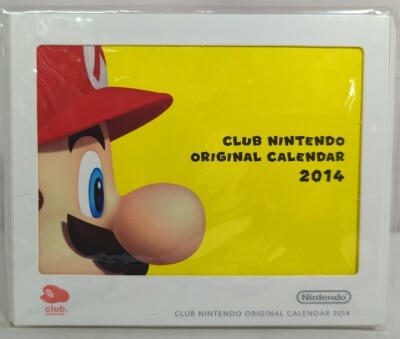 CLUB NINTENDO
ORIGINAL CALENDAR
2014
club.
Nintendo
CLUB NINTENDO ORIGINAL CALENDAR 2014